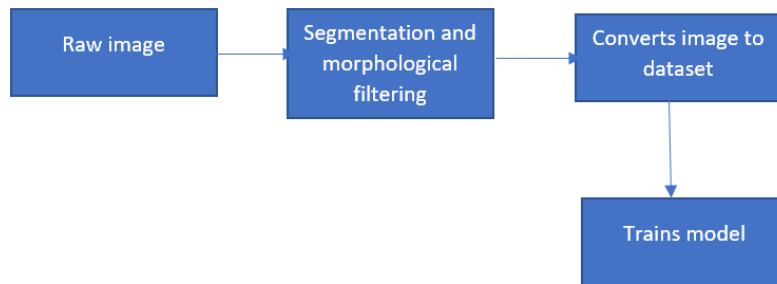 Raw image
Segmentation and
morphological
filtering
Converts image to
dataset
Trains model